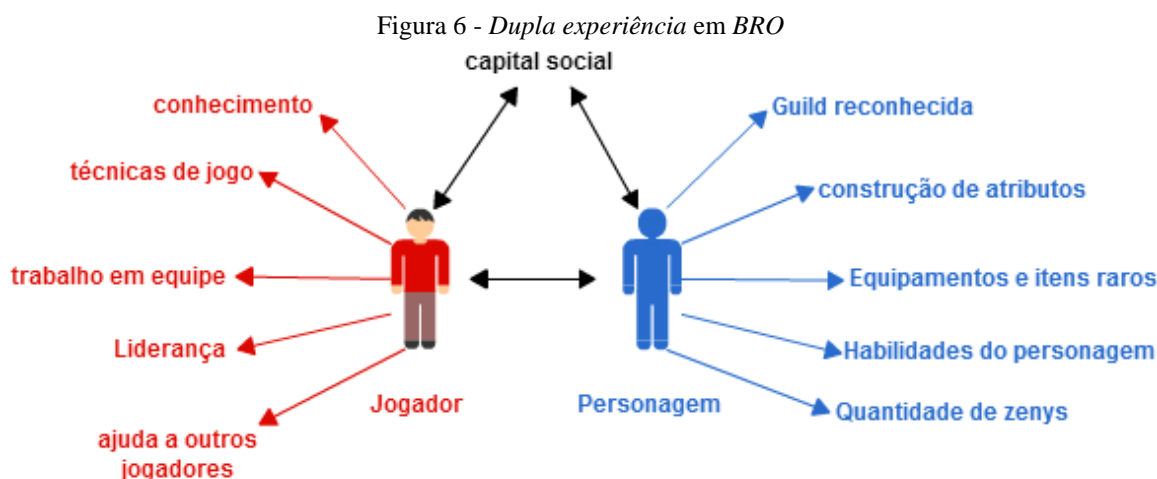 Figura 6 - Dupla experiência em BRO
capital social
conhecimento
técnicas de jogo
trabalho em equipe
Liderança
ajuda a outros
jogadores
Jogador
Personagem
Guild reconhecida
construção de atributos
Equipamentos e itens raros
Habilidades do personagem
Quantidade de zenys